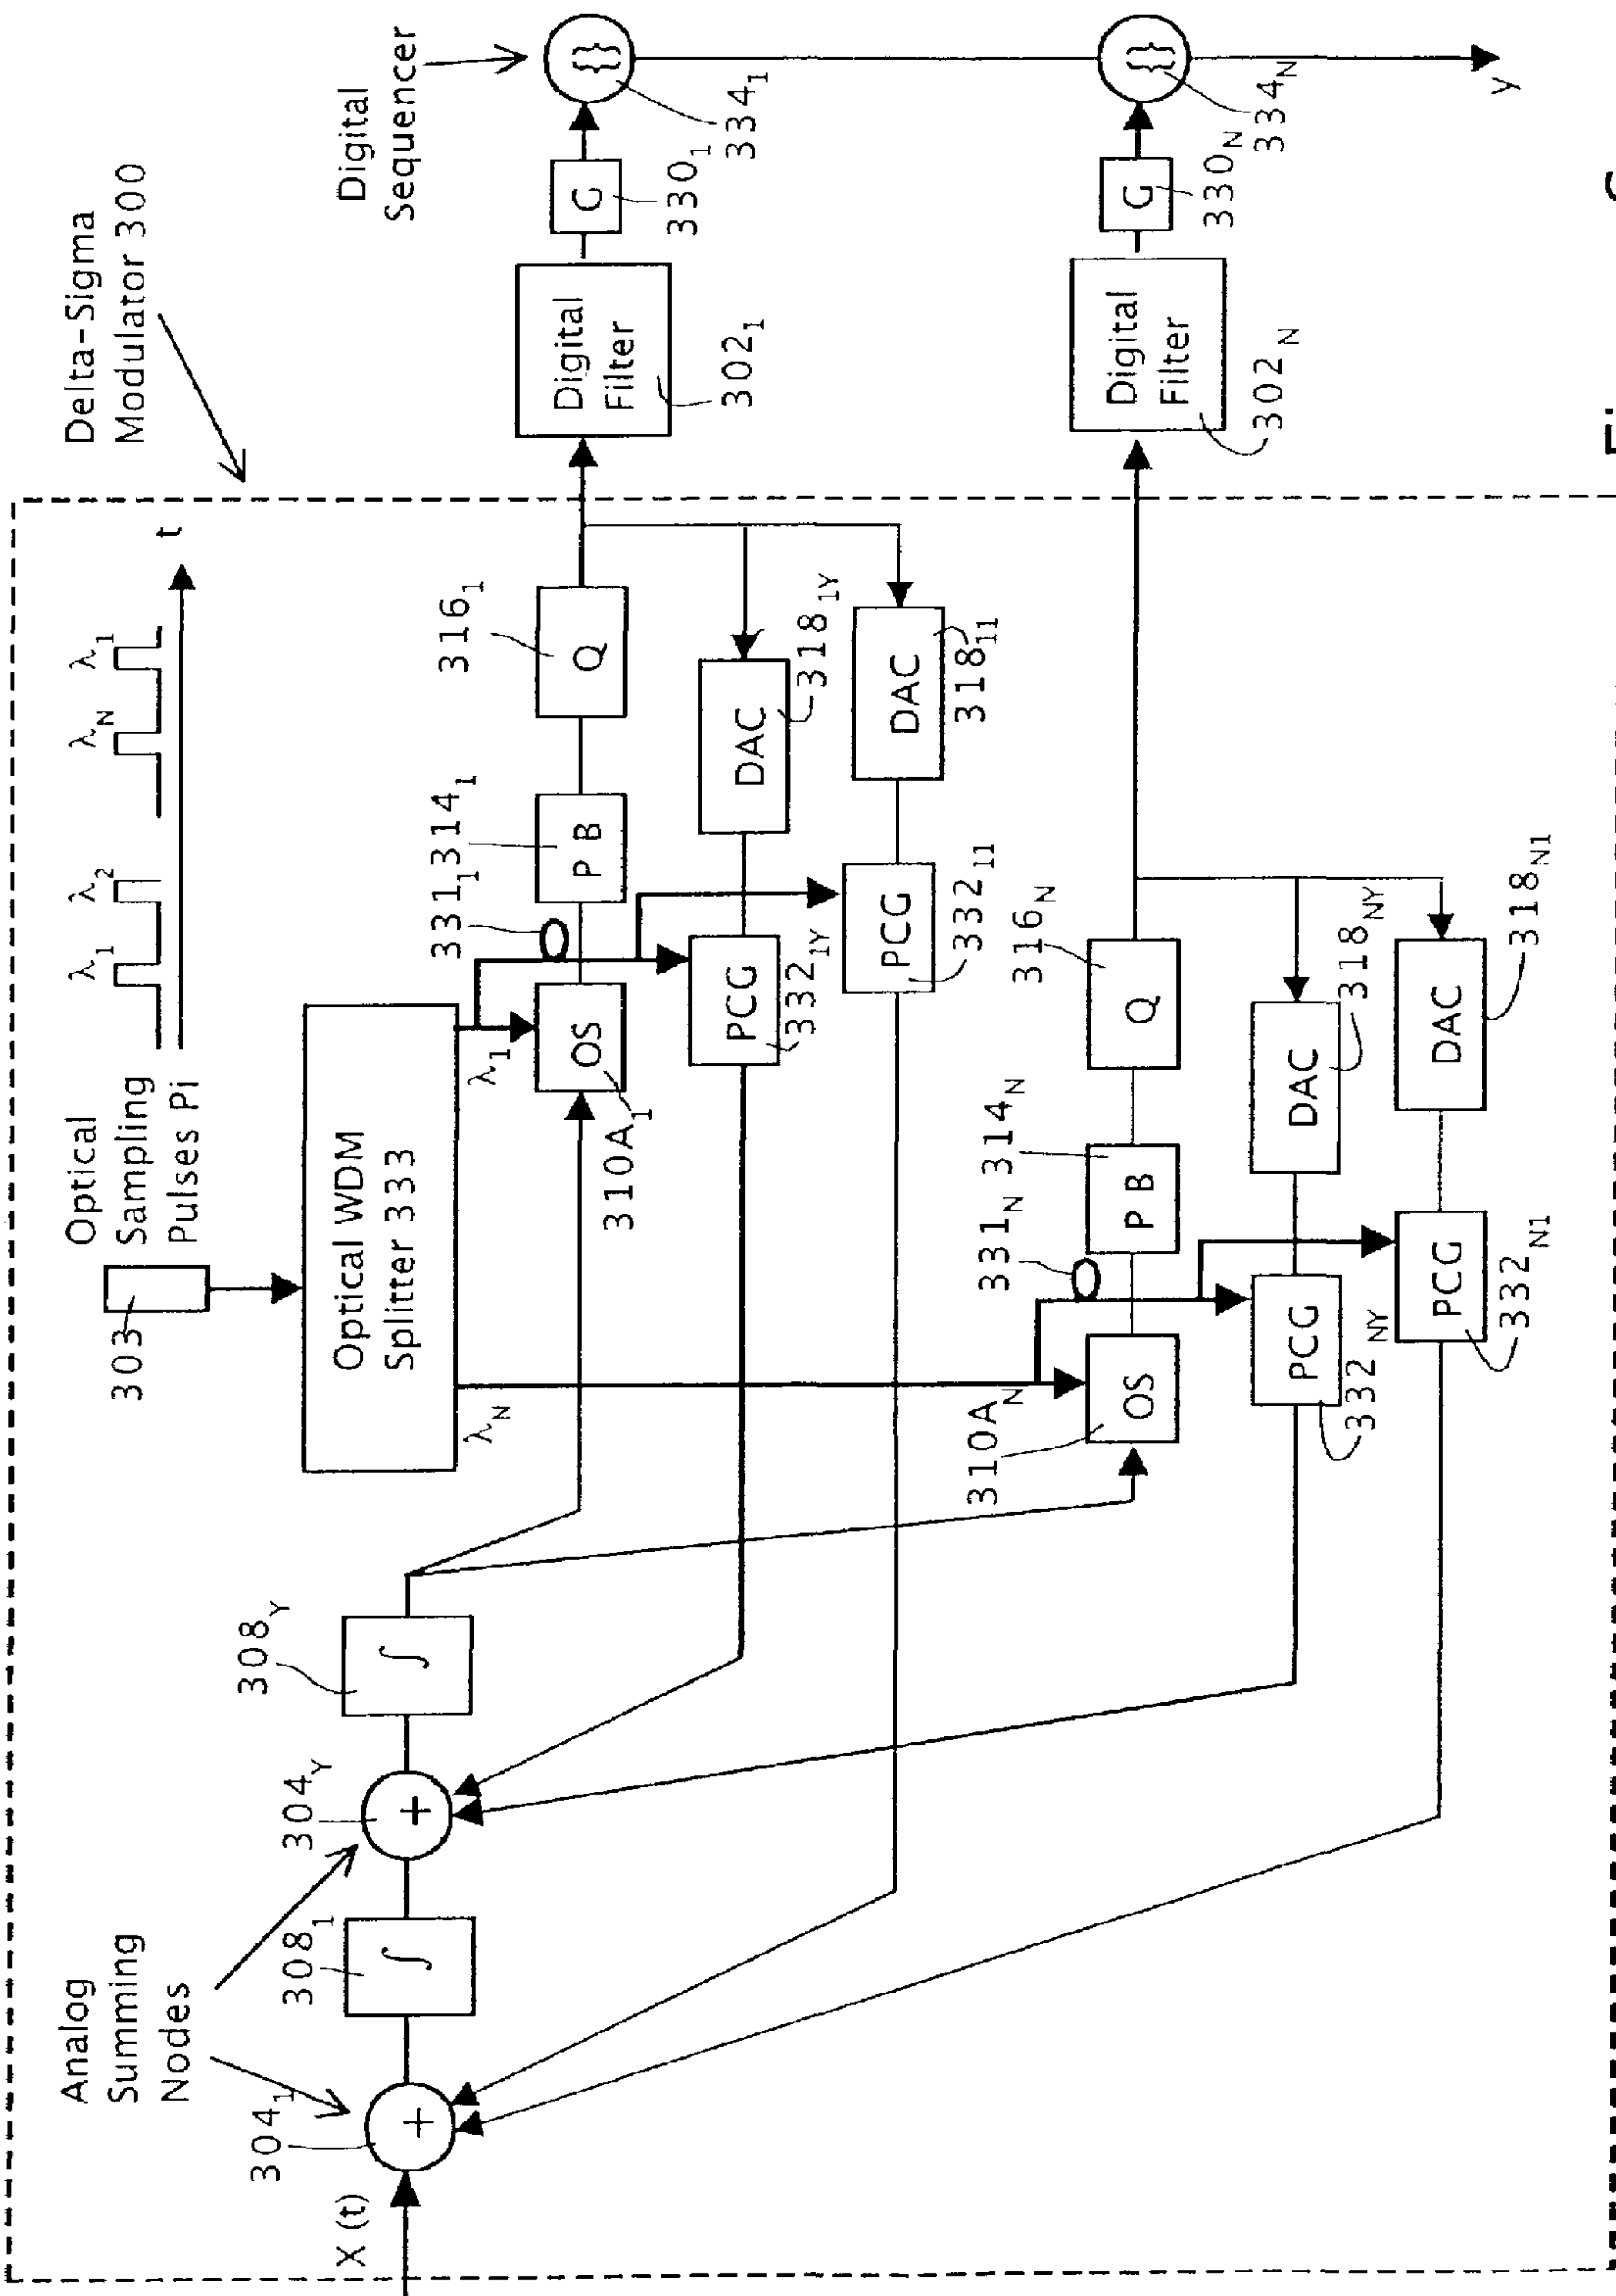 Delta-Sigma
Modulator 300
Optical
Sampling
Pulses Pi
303
λ1
λ2
λN
λ1
t
Optical WDM
Splitter 333
λN
λ1
Analog
Summing
Nodes
X (t)
304₁
+
308₁
∫
304Y
+
308Y
∫
310A₁
OS
331₁
314₁
P B
316₁
Q
PCG
332₁Y
DAC
318₁Y
PCG
332₁₁
DAC
318₁₁
310AN
OS
331N
314N
P B
316N
Q
PCG
332NY
DAC
318NY
PCG
332N1
DAC
318N1
Digital
Filter
302₁
G
330₁
Digital
Sequencer
{}
334₁
Digital
Filter
302N
G
330N
{}
334N
y